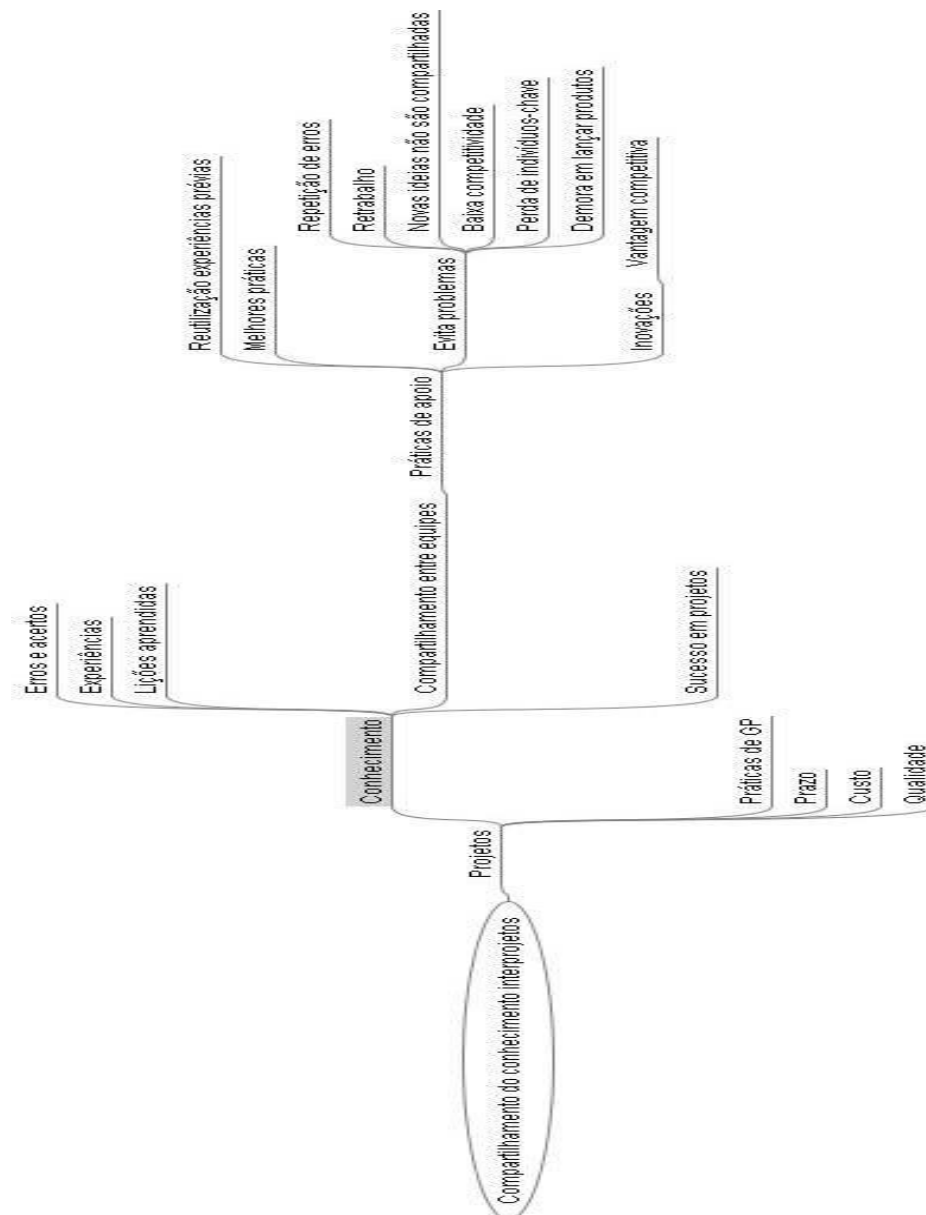 Compartilhamento do conhecimento interprojetos
Projetos
Conhecimento
Erros e acertos
Experiências
Lições aprendidas
Compartilhamento entre equipes
Práticas de apoio
Reutilização experiências prévias
Melhores práticas
Evita problemas
Repetição de erros
Retrabalho
Novas ideias não são compartilhadas
Baixa competitividade
Perda de indivíduos-chave
Demora em lançar produtos
Inovações
Vantagem competitiva
Sucesso em projetos
Práticas de GP
Prazo
Custo
Qualidade